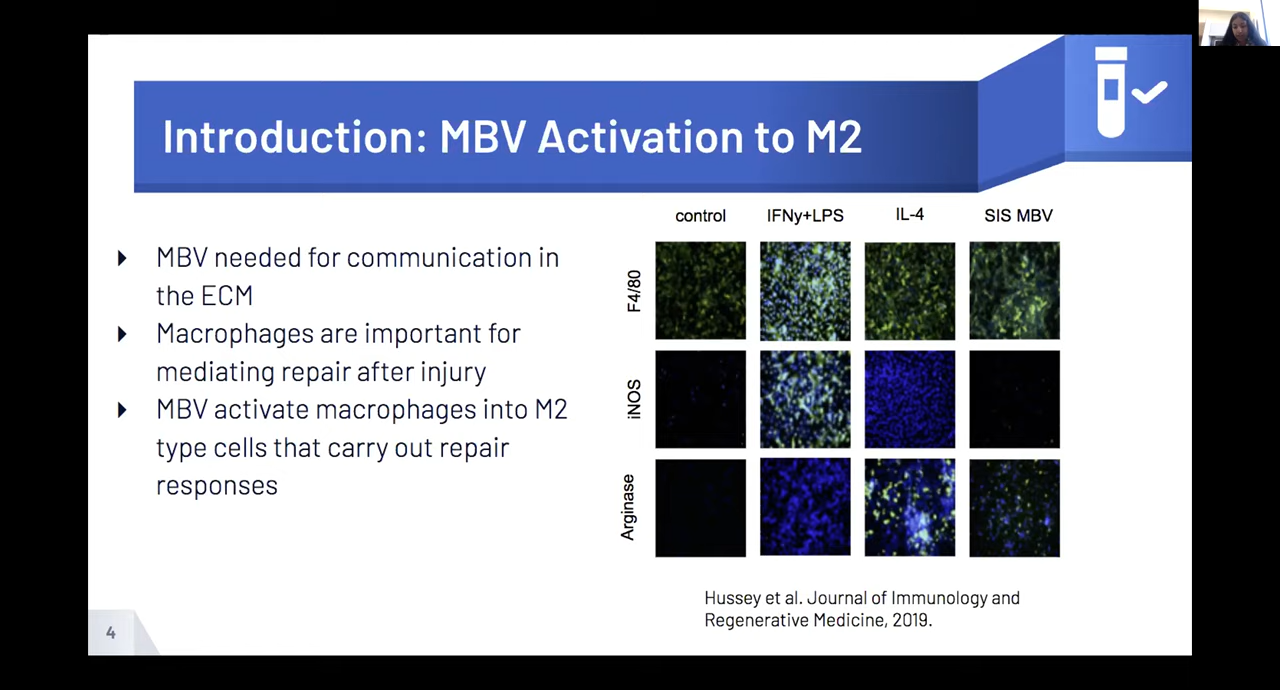 Introduction: MBV Activation to M2
MBV needed for communication in
the ECM
Macrophages are important for
mediating repair after injury
MBV activate macrophages into M2
type cells that carry out repair
responses
control IFNy+LPS IL-4 SIS MBV
F4/80
iNOS
Arginase
Hussey et al. Journal of Immunology and
Regenerative Medicine, 2019.
4